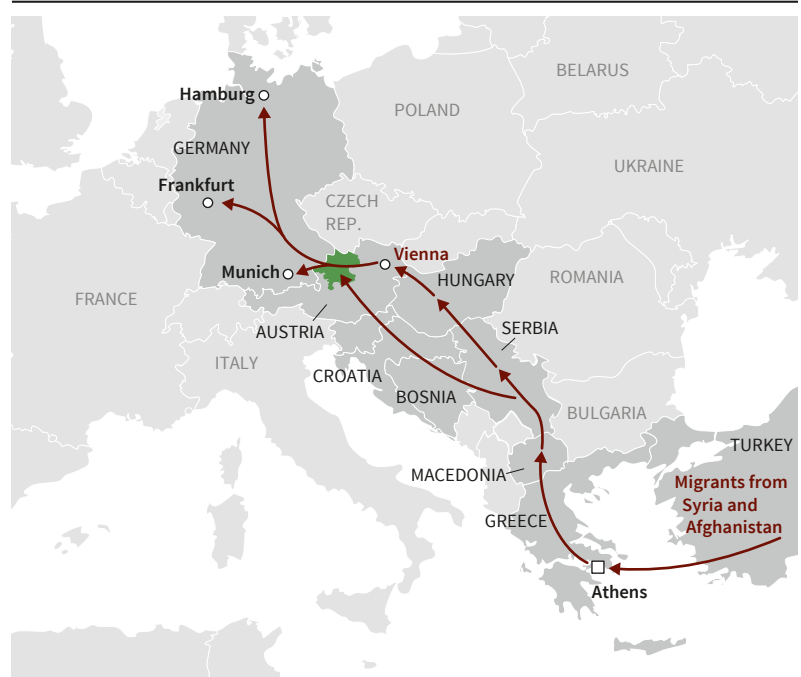 BELARUS
Hamburg
POLAND
GERMANY
UKRAINE
Frankfurt
CZECH
REP.
Vienna
Munich
HUNGARY
ROMANIA
FRANCE
AUSTRIA
SERBIA
ITALY
CROATIA
BOSNIA
BULGARIA
TURKEY
MACEDONIA
Migrants from
Syria and
Afghanistan
GREECE
Athens